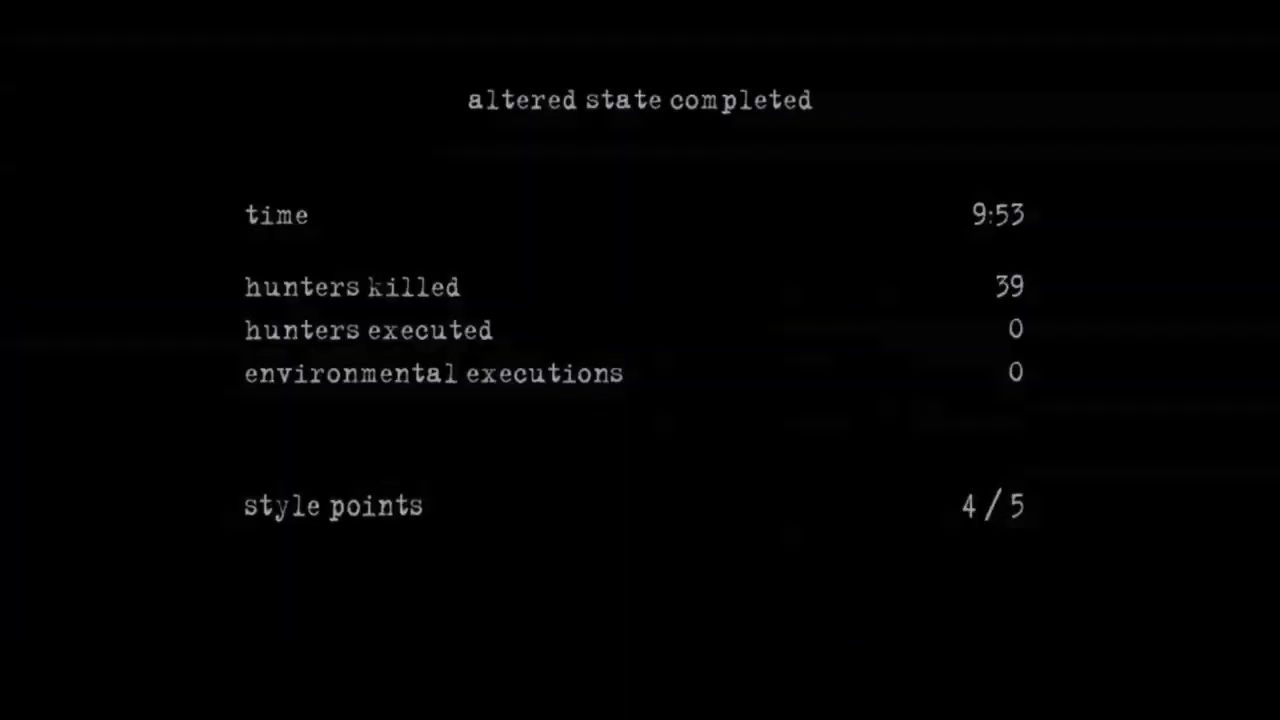 altered state completed
time 9:53
hunters killed 39
hunters executed 0
environmental executions 0
style points 4 / 5